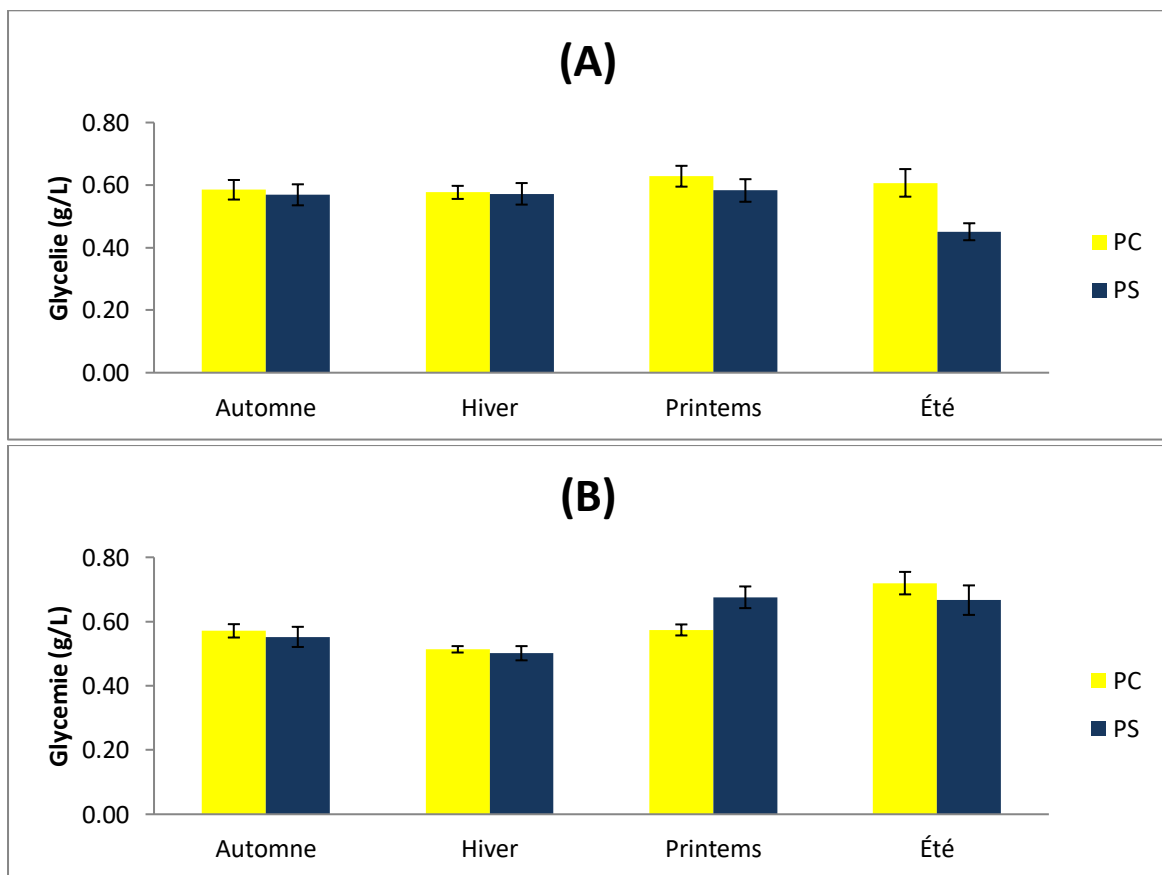 (A)
Glycelie (g/L)
0.80
0.60
0.40
0.20
0.00
Automne Hiver Printems Été
PC
PS
(B)
Glycemie (g/L)
0.80
0.60
0.40
0.20
0.00
Automne Hiver Printems Été
PC
PS